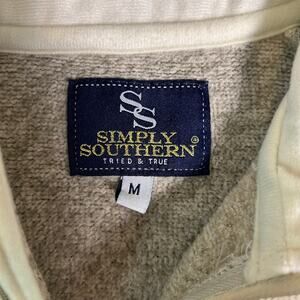 SS
SIMPLY
SOUTHERN®
TRIED & TRUE
M